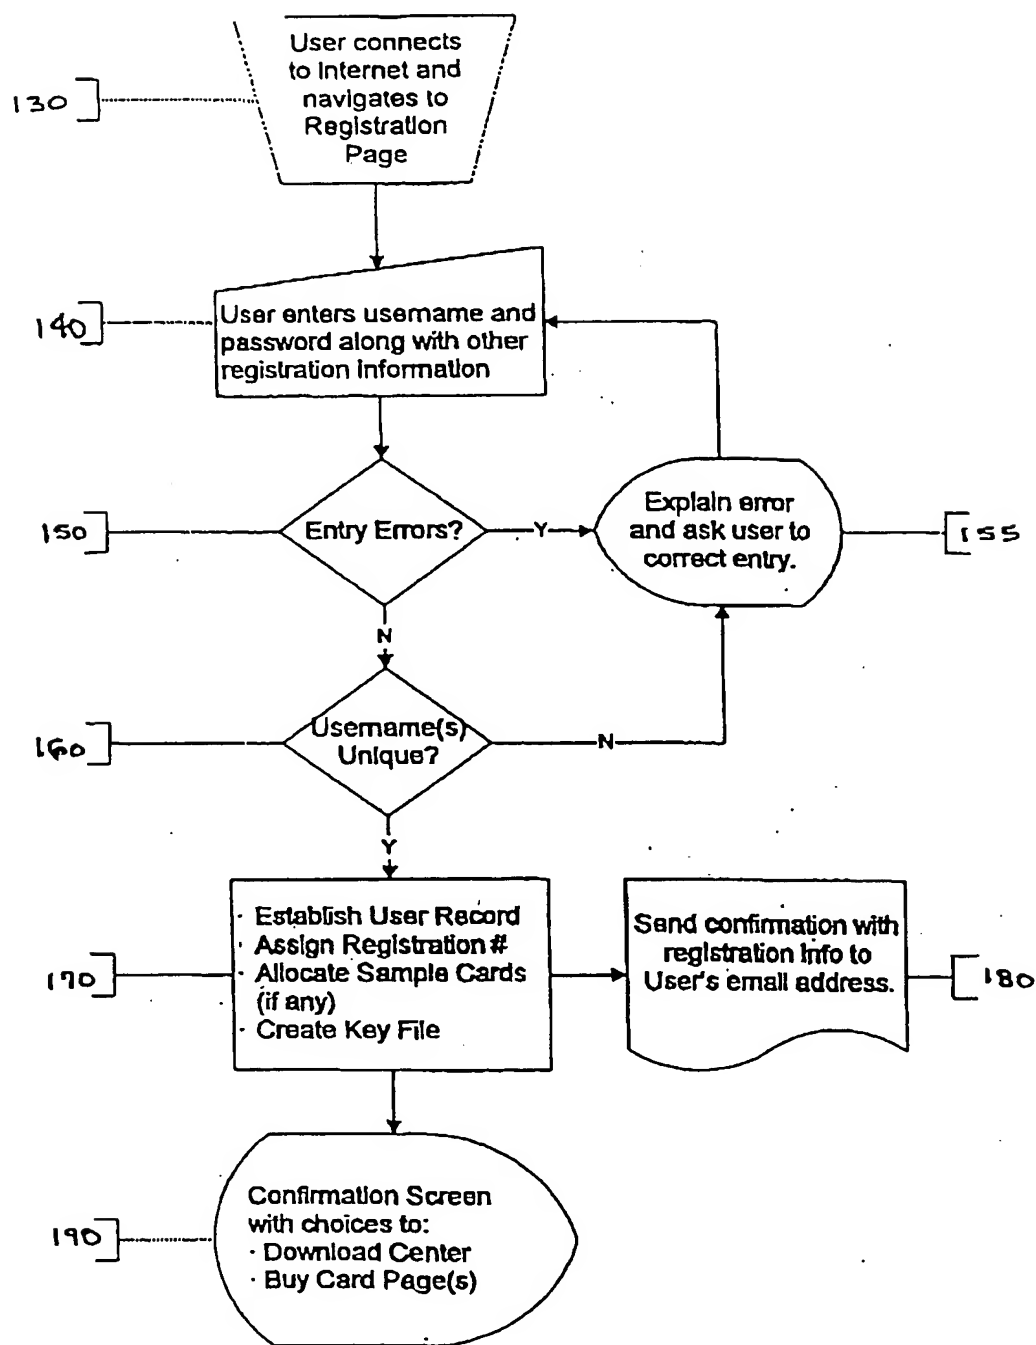 User connects
to Internet and
navigates to
Registration
Page
130
User enters username and
password along with other
registration information
140
Entry Errors?
150
Y
Explain error
and ask user to
correct entry.
155
N
Username(s)
Unique?
160
N
Y
· Establish User Record
· Assign Registration #
· Allocate Sample Cards
(if any)
· Create Key File
170
Send confirmation with
registration info to
User's email address.
180
Confirmation Screen
with choices to:
· Download Center
· Buy Card Page(s)
190